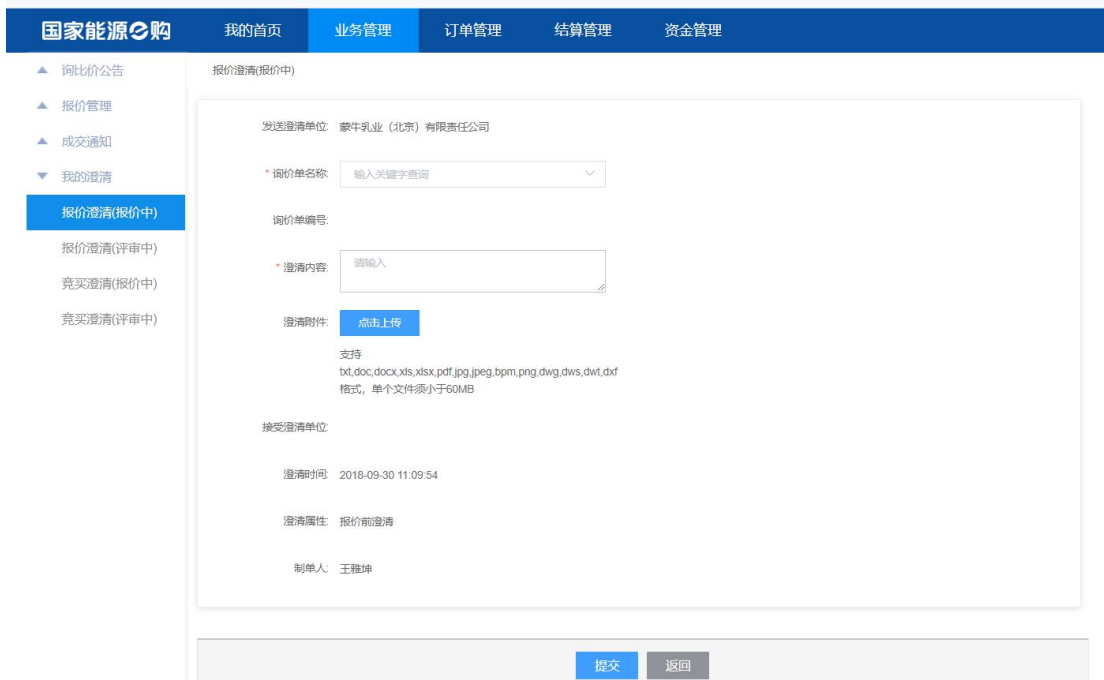 国家能源e购
我的首页
业务管理
订单管理
结算管理
资金管理
询比价公告
报价管理
成交通知
我的澄清
报价澄清(报价中)
报价澄清(评审中)
竞买澄清(报价中)
竞买澄清(评审中)
报价澄清(报价中)
发送澄清单位: 蒙牛乳业（北京）有限责任公司
* 询价单名称: 输入关键字查询
询价单编号:
* 澄清内容: 请输入
澄清附件: 点击上传
支持
txt,doc,docx,xls,xlsx,pdf,jpg,jpeg,bpm,png,dwg,dws,dwt,dxf
格式，单个文件须小于60MB
接受澄清单位:
澄清时间: 2018-09-30 11:09:54
澄清属性: 报价前澄清
制单人: 王雅坤
提交
返回